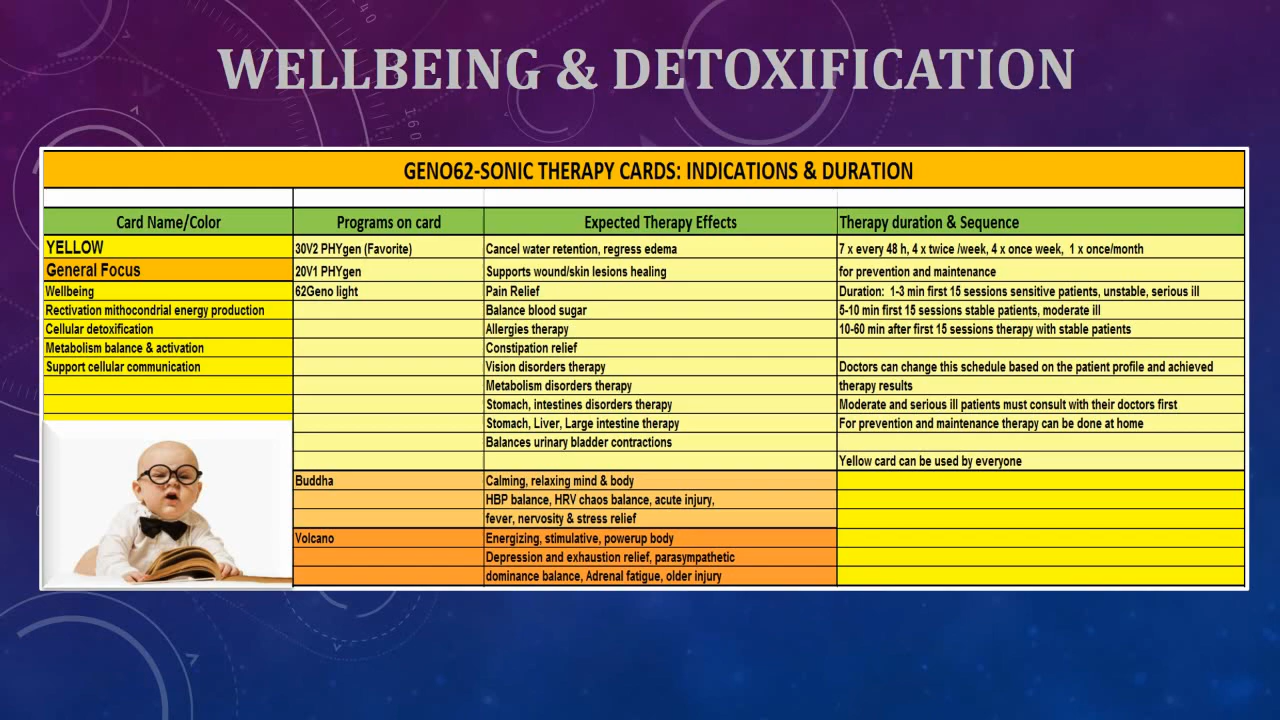 WELLBEING & DETOXIFICATION
GENO62-SONIC THERAPY CARDS: INDICATIONS & DURATION
Card Name/Color Programs on card Expected Therapy Effects Therapy duration & Sequence
YELLOW 30V2 PHYgen (Favorite) Cancel water retention, regress edema 7 x every 48 h, 4 x twice /week, 4 x once week, 1 x once/month
General Focus 20V1 PHYgen Supports wound/skin lesions healing for prevention and maintenance
Wellbeing 62Geno light Pain Relief Duration: 1-3 min first 15 sessions sensitive patients, unstable, serious ill
Rectivation mithocondrial energy production Balance blood sugar 5-10 min first 15 sessions stable patients, moderate ill
Cellular detoxification Allergies therapy 10-60 min after first 15 sessions therapy with stable patients
Metabolism balance & activation Constipation relief
Support cellular communication Vision disorders therapy Doctors can change this schedule based on the patient profile and achieved
Metabolism disorders therapy therapy results
Stomach, intestines disorders therapy Moderate and serious ill patients must consult with their doctors first
Stomach, Liver, Large intestine therapy For prevention and maintenance therapy can be done at home
Balances urinary bladder contractions
Yellow card can be used by everyone
Buddha Calming, relaxing mind & body
HBP balance, HRV chaos balance, acute injury,
fever, nervosity & stress relief
Volcano Energizing, stimulative, powerup body
Depression and exhaustion relief, parasympathetic
dominance balance, Adrenal fatigue, older injury
40
160